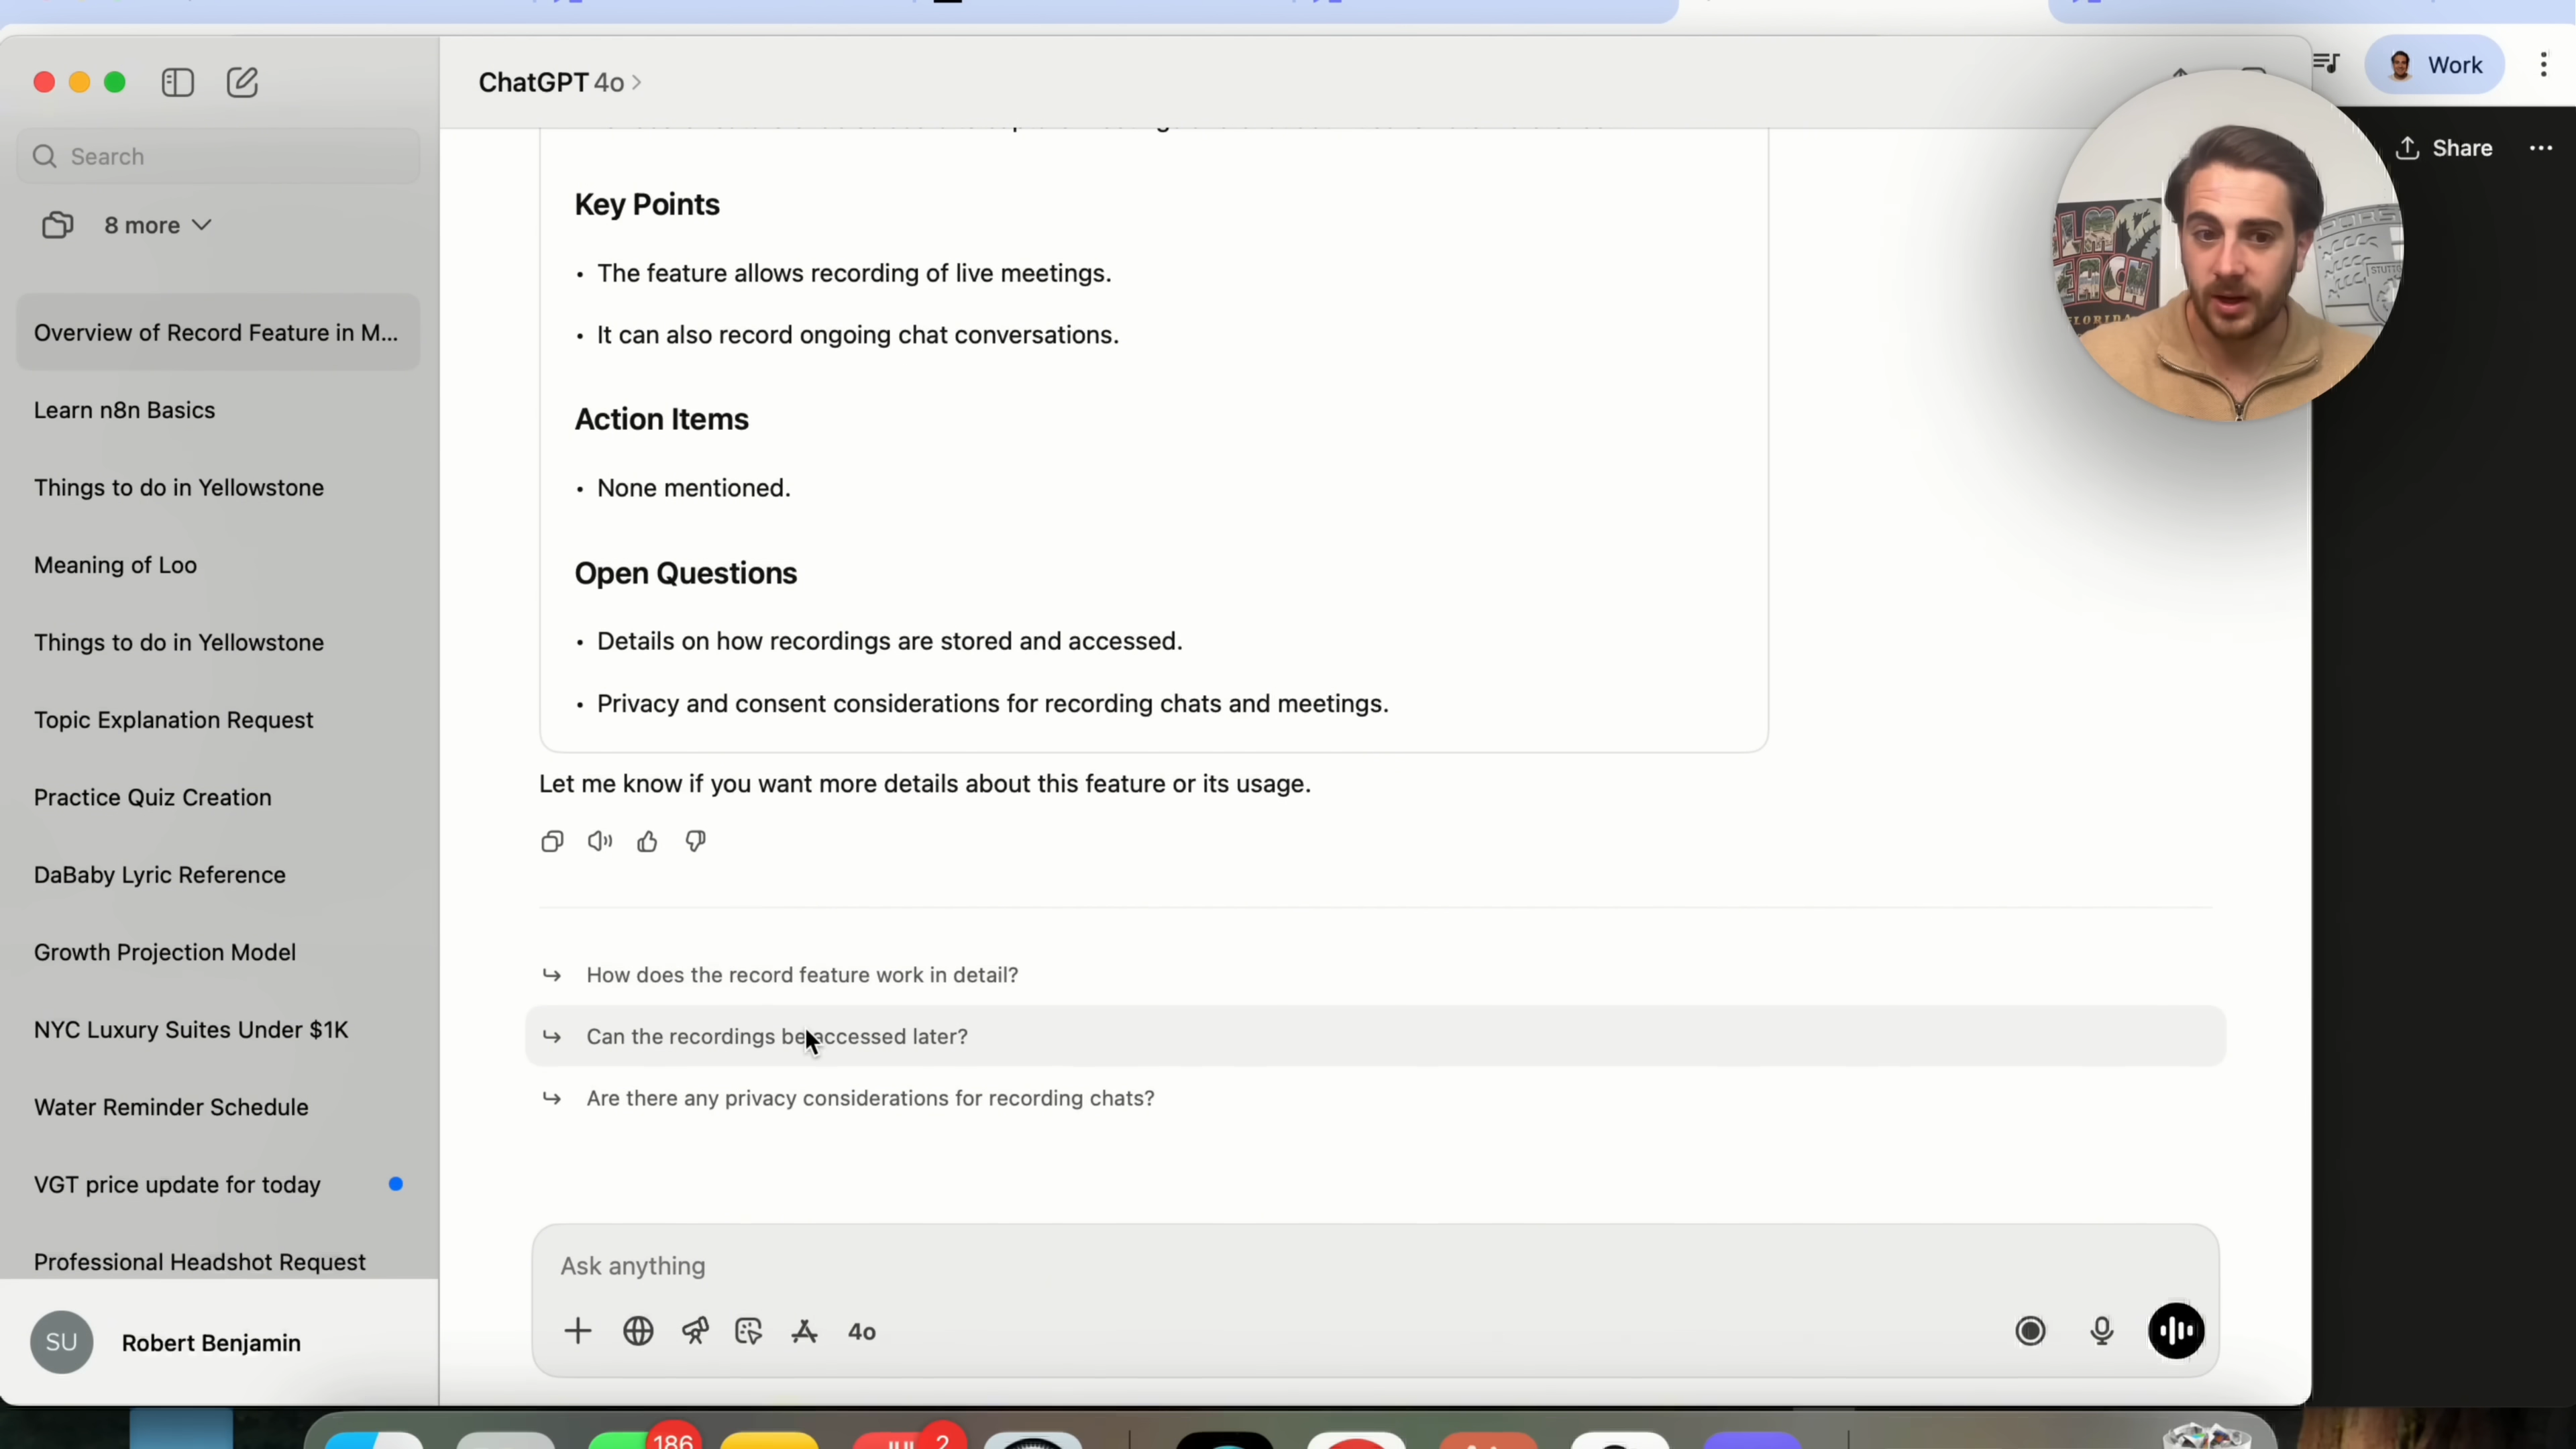 ChatGPT 4o
Work
Share
Search
8 more
Overview of Record Feature in M...
Learn n8n Basics
Things to do in Yellowstone
Meaning of Loo
Things to do in Yellowstone
Topic Explanation Request
Practice Quiz Creation
DaBaby Lyric Reference
Growth Projection Model
NYC Luxury Suites Under $1K
Water Reminder Schedule
VGT price update for today
Professional Headshot Request
SU
Robert Benjamin
Key Points
• The feature allows recording of live meetings.
• It can also record ongoing chat conversations.
Action Items
• None mentioned.
Open Questions
• Details on how recordings are stored and accessed.
• Privacy and consent considerations for recording chats and meetings.
Let me know if you want more details about this feature or its usage.
How does the record feature work in detail?
Can the recordings be accessed later?
Are there any privacy considerations for recording chats?
Ask anything
4o
FLORIDA
186
2